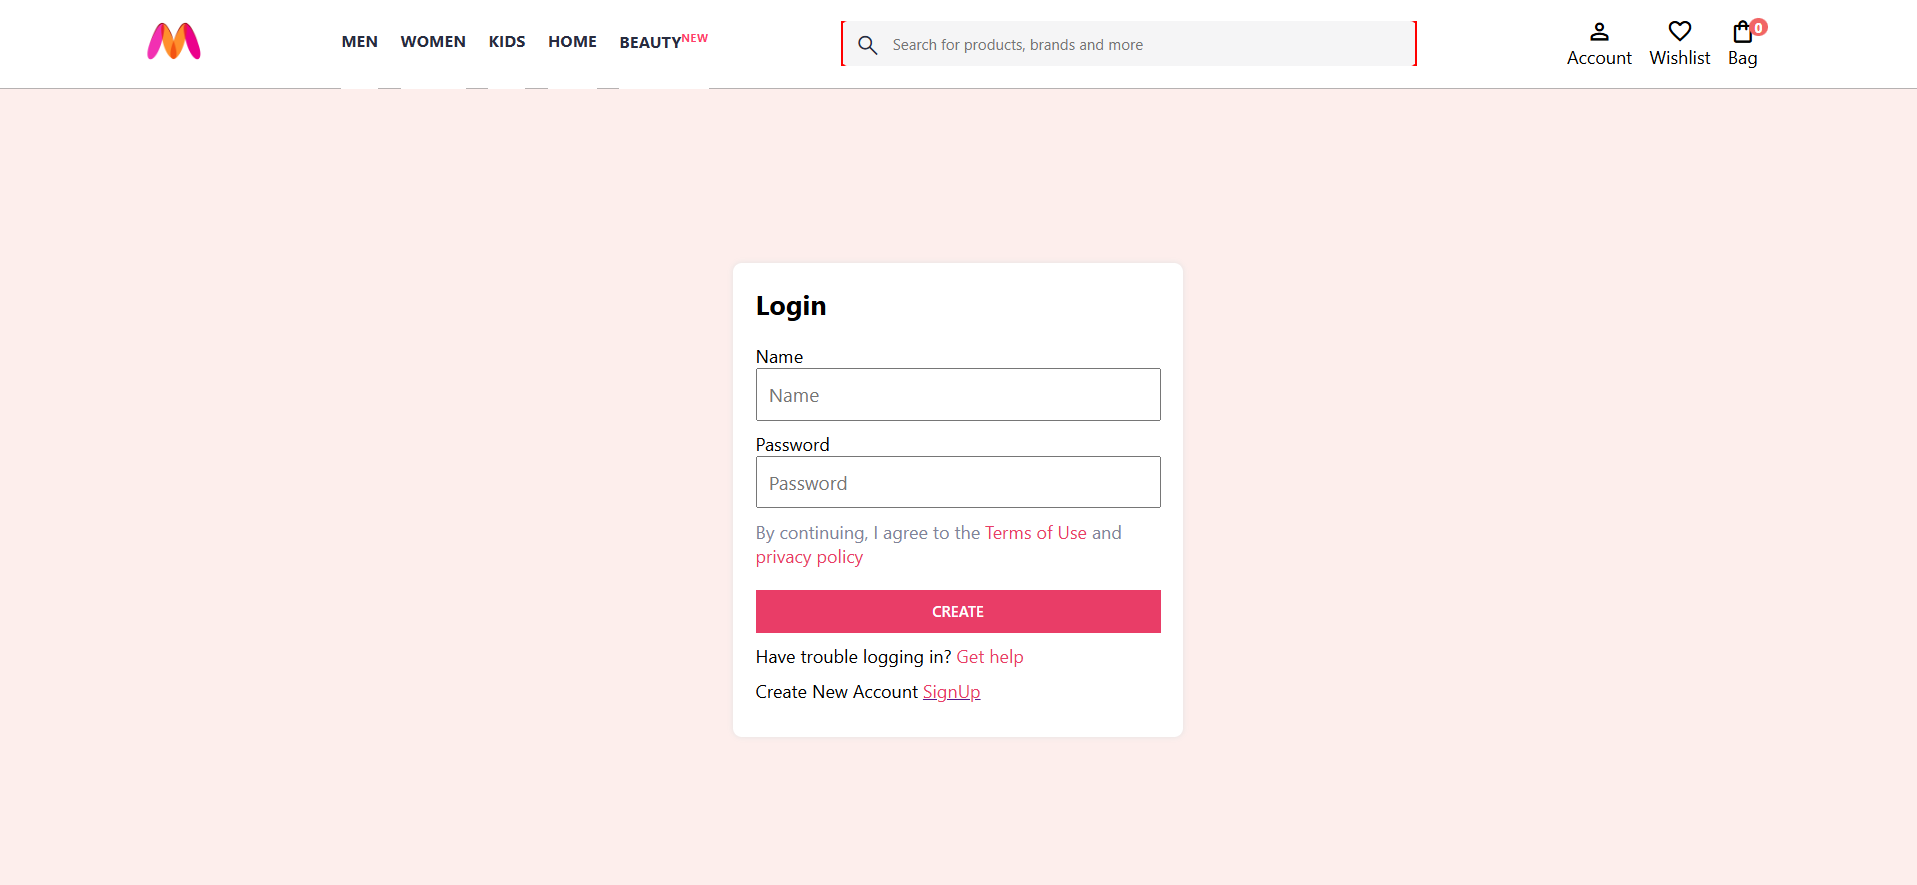 MEN WOMEN KIDS HOME BEAUTYNEW Search for products, brands and more 0
Account Wishlist Bag
Login
Name
Name
Password
Password
By continuing, I agree to the Terms of Use and
privacy policy
CREATE
Have trouble logging in? Get help
Create New Account SignUp